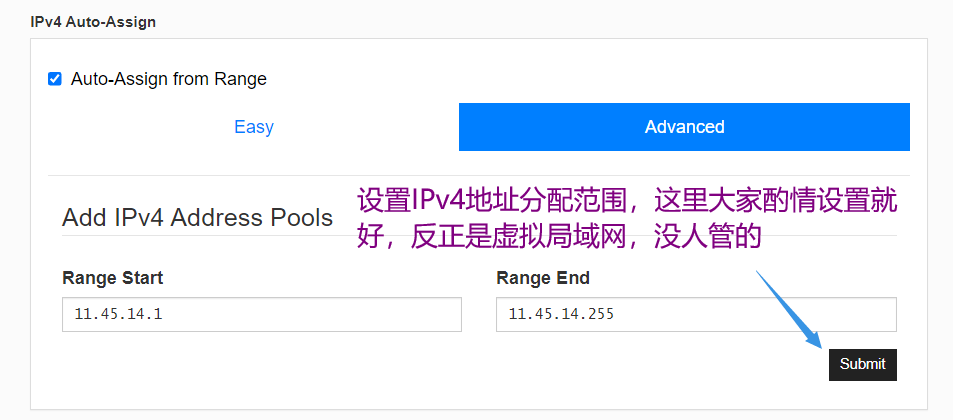 IPv4 Auto-Assign
Auto-Assign from Range
Easy
Advanced
设置IPv4地址分配范围，这里大家酌情设置就
好，反正是虚拟局域网，没人管的
Add IPv4 Address Pools
Range Start
Range End
11.45.14.1
11.45.14.255
Submit